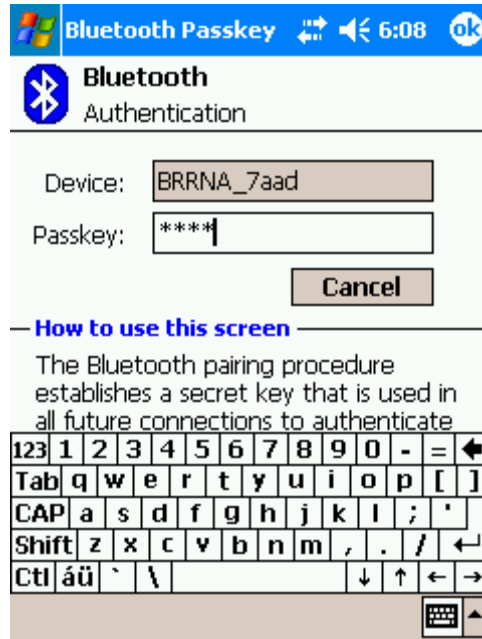 Bluetooth Passkey 6:08 ok
Bluetooth
Authentication
Device: BRRNA_7aad
Passkey: ****
Cancel
How to use this screen
The Bluetooth pairing procedure
establishes a secret key that is used in
all future connections to authenticate
123 1 2 3 4 5 6 7 8 9 0 - = 🡄
Tab q w e r t y u i o p [ ]
CAP a s d f g h j k l ; '
Shift z x c v b n m , . / ↵
Ctl áü ` \ ↓ ↑ ← →